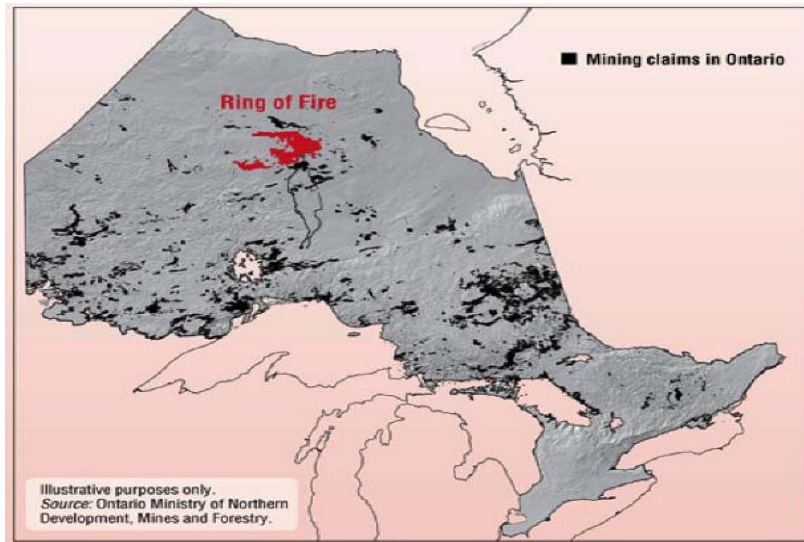 Mining claims in Ontario
Ring of Fire
Illustrative purposes only.
Source: Ontario Ministry of Northern
Development, Mines and Forestry.